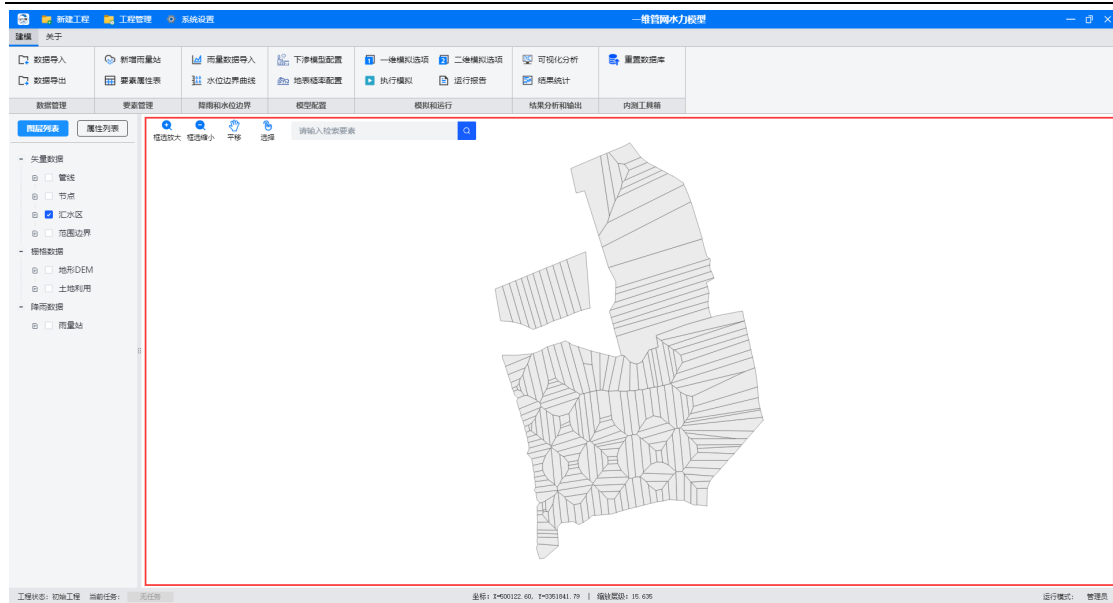 新建工程 工程管理 系统设置 一维管网水力模型
建模 关于
数据导入 新增雨量站 雨量数据导入 下渗模型配置 一维模拟选项 二维模拟选项 可视化分析 重置数据库
数据导出 要素属性表 水位边界曲线 地表糙率配置 执行模拟 运行报告 结果统计
数据管理 要素管理 降雨和水位边界 模型配置 模拟和运行 结果分析和输出 内测工具箱
图层列表 属性列表
框选放大 框选缩小 平移 选择 请输入检索要素
矢量数据
管线
节点
汇水区
范围边界
栅格数据
地形DEM
土地利用
降雨数据
雨量站
工程状态: 初始工程 当前任务: 无任务 坐标: X=500122.60, Y=3351841.79 | 缩放层级: 15.635 运行模式: 管理员